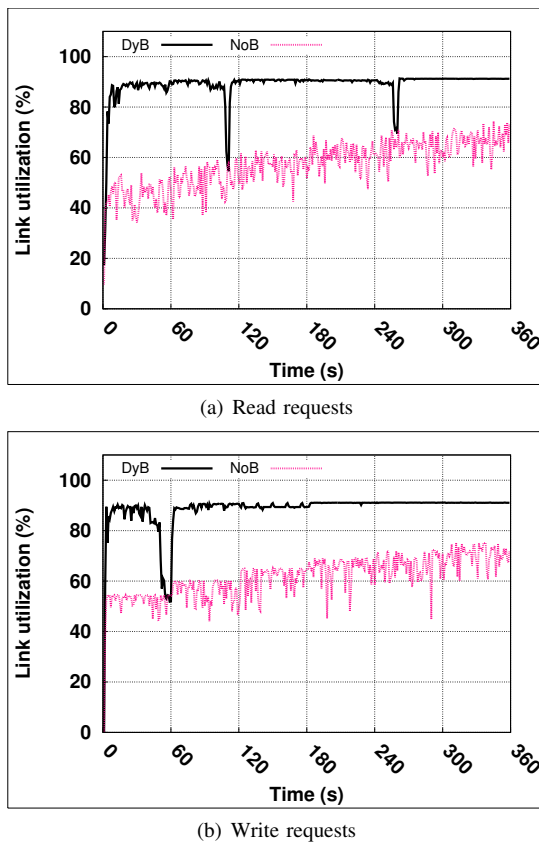 DyB NoB
100
80
60
40
20
0
Link utilization (%)
0 60 120 180 240 300 360
Time (s)
(a) Read requests
DyB NoB
100
80
60
40
20
0
Link utilization (%)
0 60 120 180 240 300 360
Time (s)
(b) Write requests